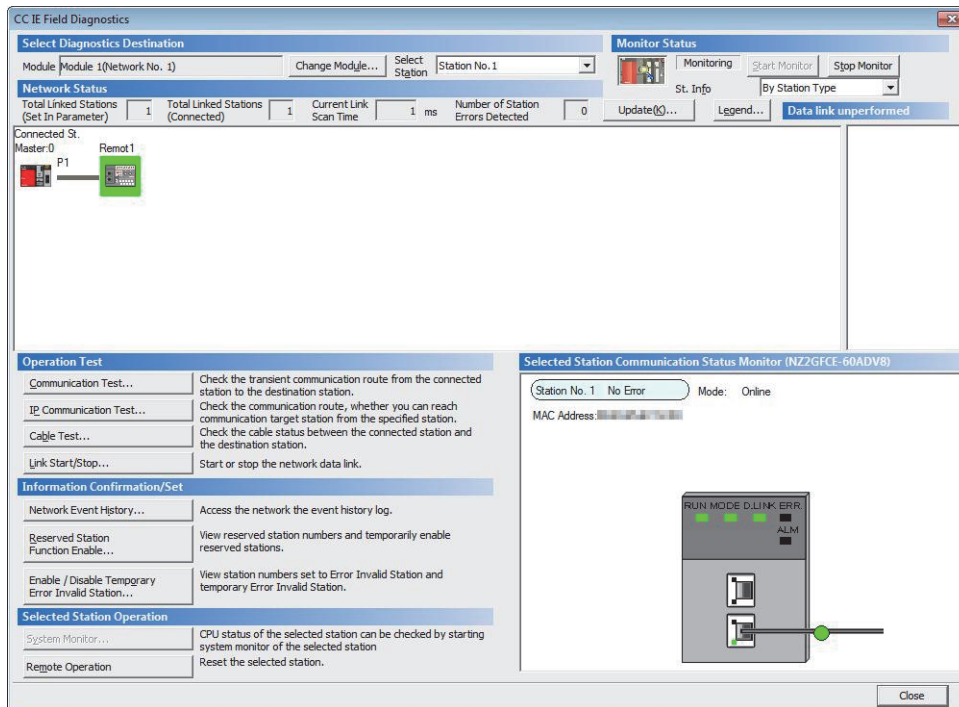 CC IE Field Diagnostics
Select Diagnostics Destination
Monitor Status
Module Module 1(Network No. 1)
Change Module...
Select
Station
Station No.1
Monitoring
Start Monitor
Stop Monitor
St. Info
By Station Type
Network Status
Total Linked Stations
(Set In Parameter)
1
Total Linked Stations
(Connected)
1
Current Link
Scan Time
1 ms
Number of Station
Errors Detected
0
Update(K)...
Legend...
Data link unperformed
Connected St.
Master:0
Remot1
P1
Operation Test
Communication Test...
Check the transient communication route from the connected
station to the destination station.
IP Communication Test...
Check the communication route, whether you can reach
communication target station from the specified station.
Cable Test...
Check the cable status between the connected station and
the destination station.
Link Start/Stop...
Start or stop the network data link.
Information Confirmation/Set
Network Event History...
Access the network the event history log.
Reserved Station
Function Enable...
View reserved station numbers and temporarily enable
reserved stations.
Enable / Disable Temporary
Error Invalid Station...
View station numbers set to Error Invalid Station and
temporary Error Invalid Station.
Selected Station Operation
System Monitor...
CPU status of the selected station can be checked by starting
system monitor of the selected station
Remote Operation
Reset the selected station.
Selected Station Communication Status Monitor (NZ2GFCE-60ADV8)
Station No. 1 No Error
Mode: Online
MAC Address:
RUN MODE D.LINK ERR.
ALM
Close